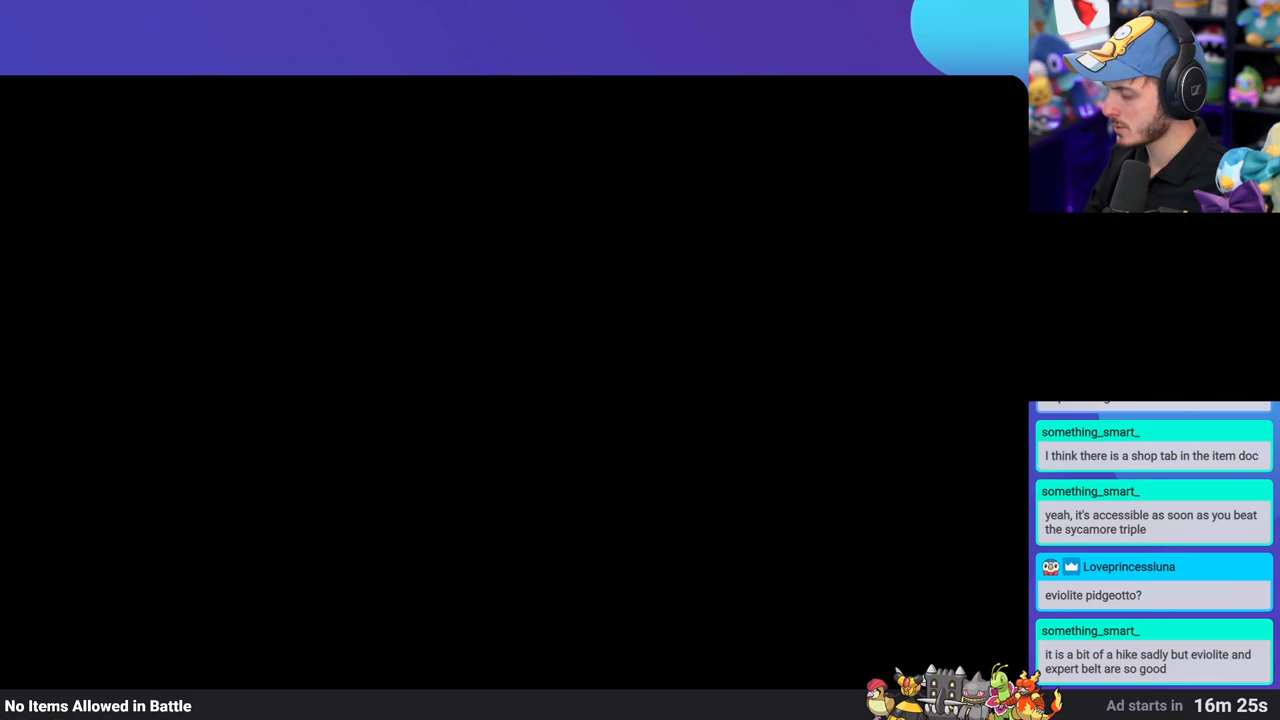 something_smart_
I think there is a shop tab in the item doc
something_smart_
yeah, it's accessible as soon as you beat
the sycamore triple
Loveprincessluna
eviolite pidgeotto?
something_smart_
it is a bit of a hike sadly but eviolite and
expert belt are so good
No Items Allowed in Battle
Ad starts in 16m 25s